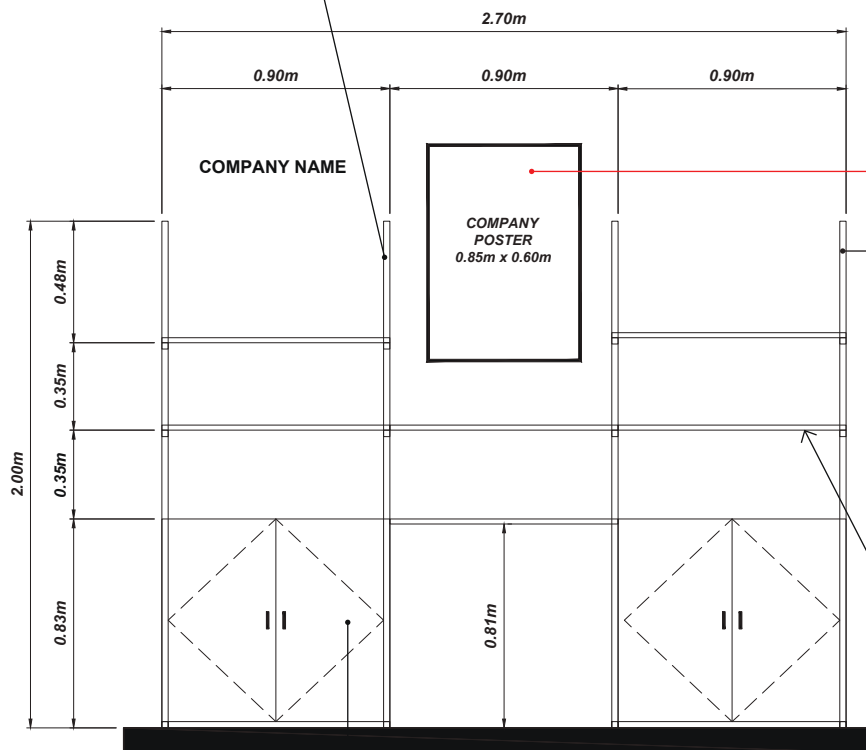 2.70m
0.90m
0.90m
0.90m
COMPANY NAME
COMPANY
POSTER
0.85m x 0.60m
0.48m
0.35m
2.00m
0.35m
0.83m
0.81m